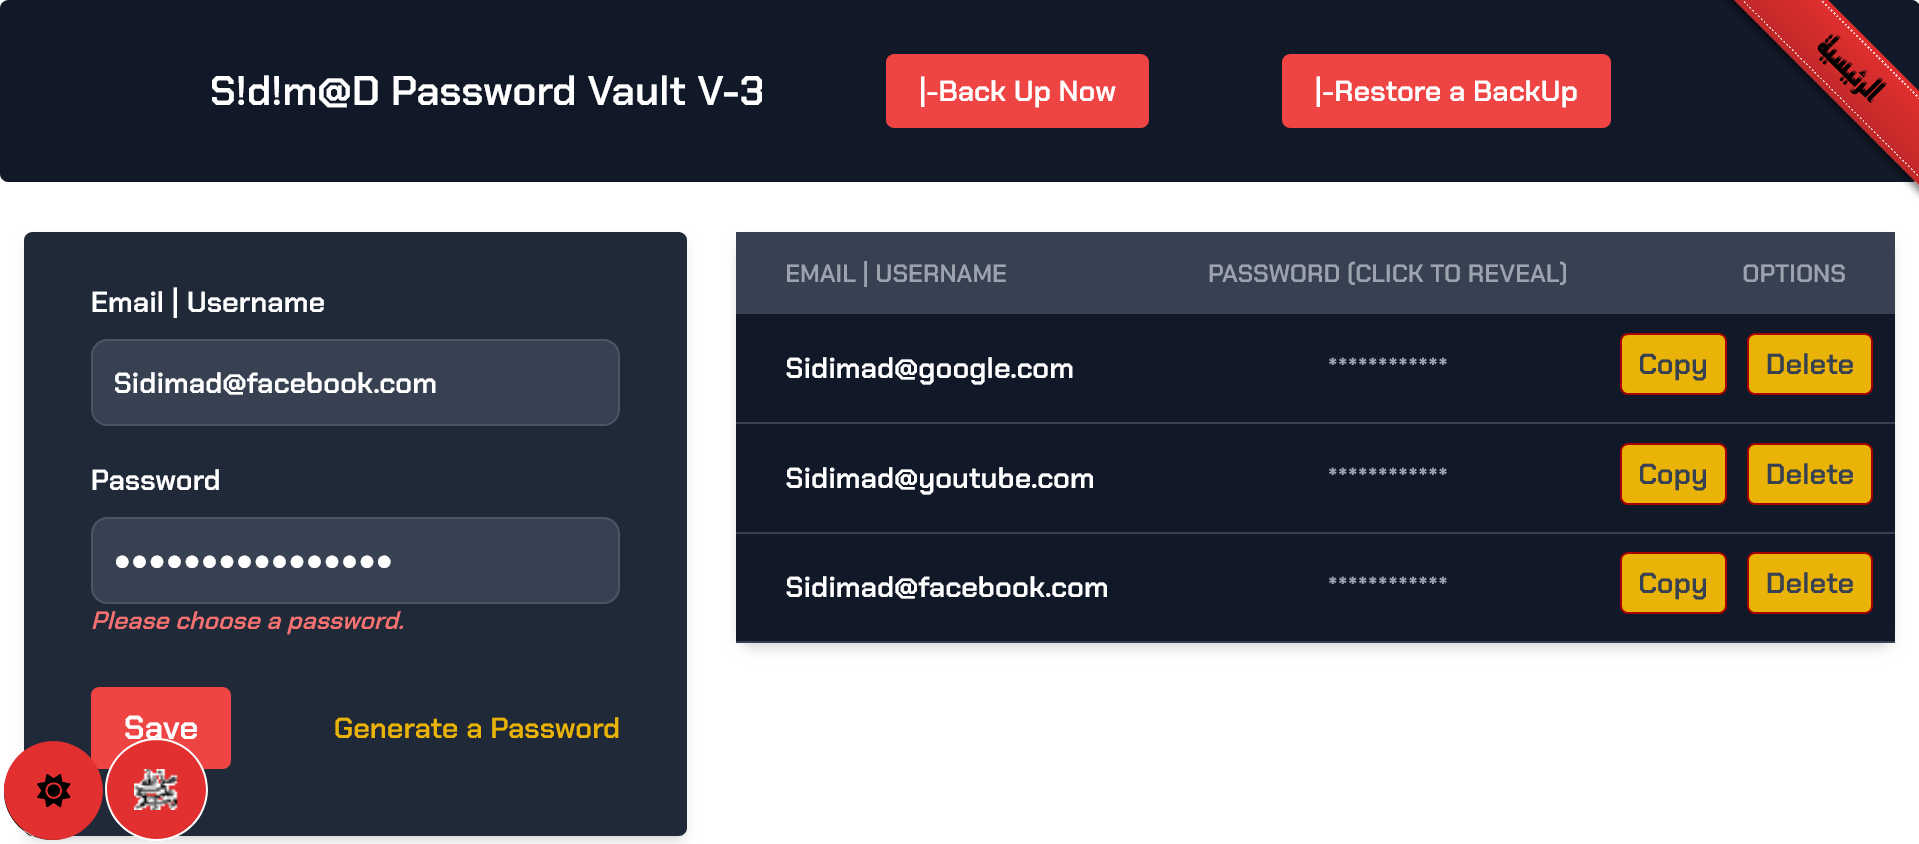 S!d!m@D Password Vault V-3
|-Back Up Now
|-Restore a BackUp
الرئيسية
Email | Username
Sidimad@facebook.com
Password
••••••••••••••••
Please choose a password.
Save
Generate a Password
EMAIL | USERNAME PASSWORD (CLICK TO REVEAL) OPTIONS
Sidimad@google.com ************ Copy Delete
Sidimad@youtube.com ************ Copy Delete
Sidimad@facebook.com ************ Copy Delete